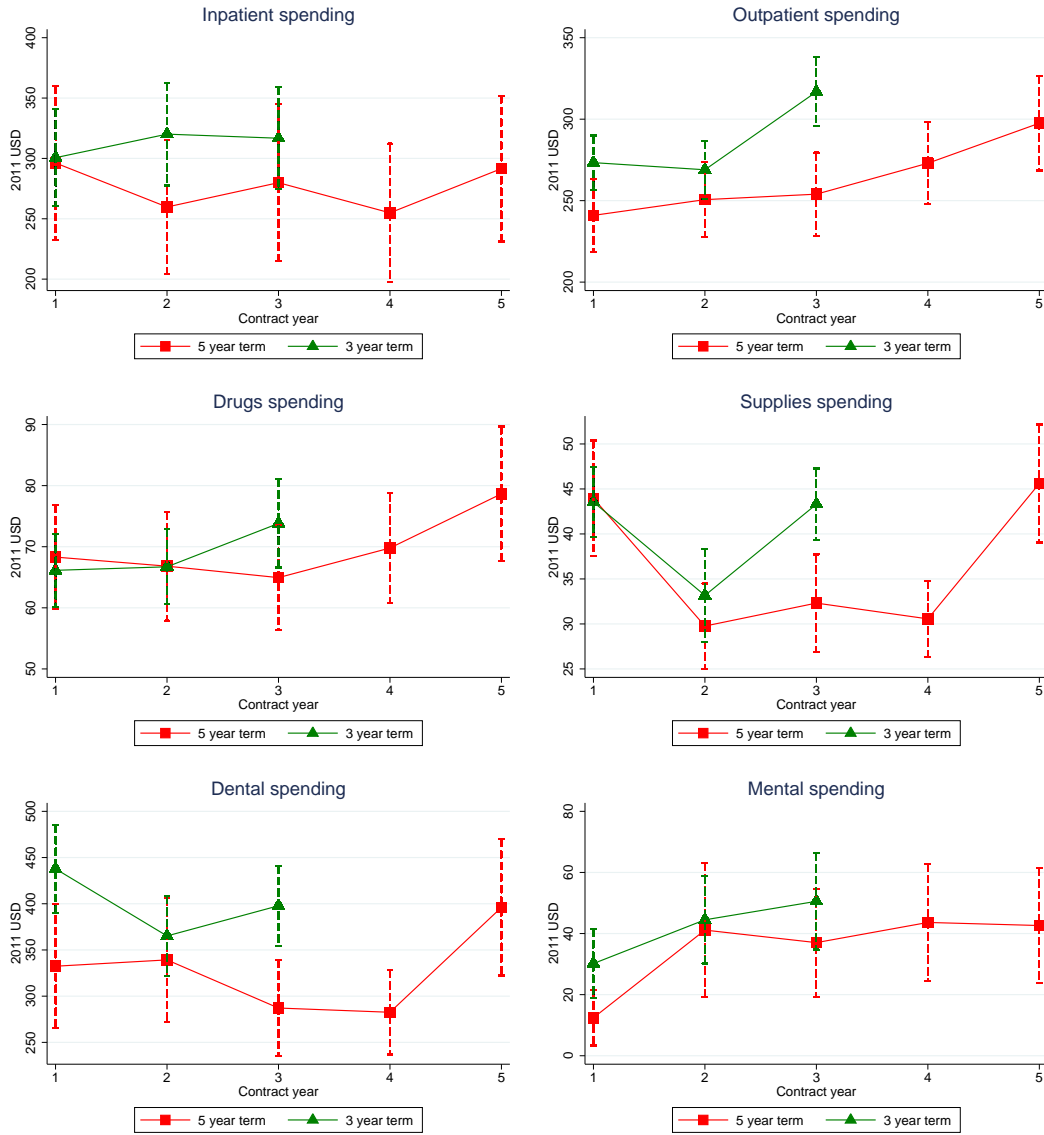 Inpatient spending
2011 USD
400
350
300
250
200
1 2 3 4 5
Contract year
5 year term 3 year term
Outpatient spending
2011 USD
350
300
250
200
1 2 3 4 5
Contract year
5 year term 3 year term
Drugs spending
2011 USD
90
80
70
60
50
1 2 3 4 5
Contract year
5 year term 3 year term
Supplies spending
2011 USD
50
45
40
35
30
25
1 2 3 4 5
Contract year
5 year term 3 year term
Dental spending
2011 USD
500
450
400
350
300
250
1 2 3 4 5
Contract year
5 year term 3 year term
Mental spending
2011 USD
80
60
40
20
0
1 2 3 4 5
Contract year
5 year term 3 year term